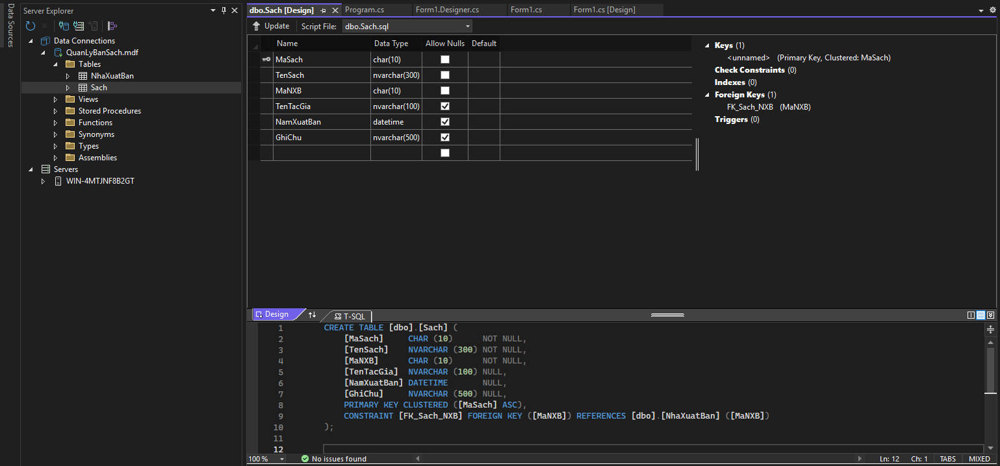 Data Sources
Server Explorer
Data Connections
QuanLyBanSach.mdf
Tables
NhaXuatBan
Sach
Views
Stored Procedures
Functions
Synonyms
Types
Assemblies
Servers
WIN-4MTJNF8B2GT
dbo.Sach [Design] Program.cs Form1.Designer.cs Form1.cs Form1.cs [Design]
Update Script File: dbo.Sach.sql
Name Data Type Allow Nulls Default
MaSach char(10)
TenSach nvarchar(300)
MaNXB char(10)
TenTacGia nvarchar(100)
NamXuatBan datetime
GhiChu nvarchar(500)
Keys (1)
<unnamed> (Primary Key, Clustered: MaSach)
Check Constraints (0)
Indexes (0)
Foreign Keys (1)
FK_Sach_NXB (MaNXB)
Triggers (0)
Design T-SQL
1 CREATE TABLE [dbo].[Sach] (
2 [MaSach] CHAR (10) NOT NULL,
3 [TenSach] NVARCHAR (300) NOT NULL,
4 [MaNXB] CHAR (10) NOT NULL,
5 [TenTacGia] NVARCHAR (100) NULL,
6 [NamXuatBan] DATETIME NULL,
7 [GhiChu] NVARCHAR (500) NULL,
8 PRIMARY KEY CLUSTERED ([MaSach] ASC),
9 CONSTRAINT [FK_Sach_NXB] FOREIGN KEY ([MaNXB]) REFERENCES [dbo].[NhaXuatBan] ([MaNXB])
10 );
11
12
100 % No issues found Ln: 12 Ch: 1 TABS MIXED